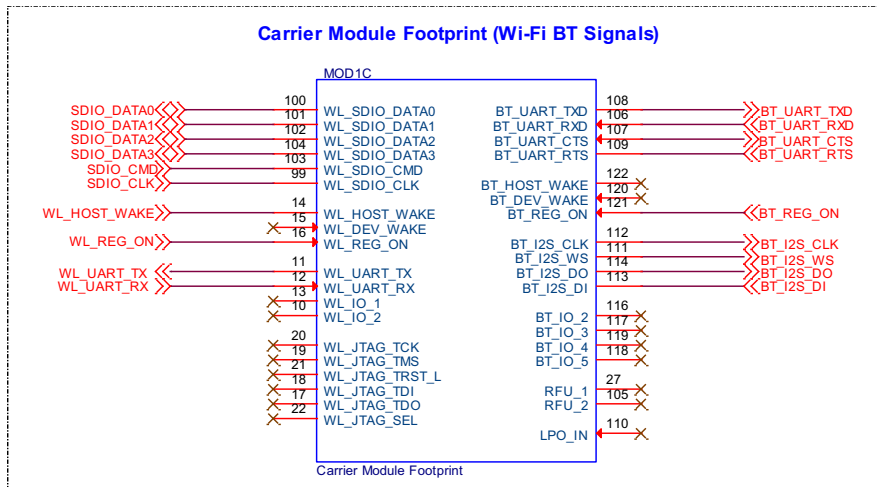 Carrier Module Footprint (Wi-Fi BT Signals)
MOD1C
SDIO_DATA0 100 WL_SDIO_DATA0 BT_UART_TXD 108 BT_UART_TXD
SDIO_DATA1 101 WL_SDIO_DATA1 BT_UART_RXD 106 BT_UART_RXD
SDIO_DATA2 102 WL_SDIO_DATA2 BT_UART_CTS 107 BT_UART_CTS
SDIO_DATA3 104 WL_SDIO_DATA3 BT_UART_RTS 109 BT_UART_RTS
SDIO_CMD 103 WL_SDIO_CMD
SDIO_CLK 99 WL_SDIO_CLK BT_HOST_WAKE 122
BT_DEV_WAKE 120
WL_HOST_WAKE 14 WL_HOST_WAKE BT_REG_ON 121 BT_REG_ON
15 WL_DEV_WAKE
WL_REG_ON 16 WL_REG_ON BT_I2S_CLK 112 BT_I2S_CLK
BT_I2S_WS 111 BT_I2S_WS
WL_UART_TX 11 WL_UART_TX BT_I2S_DO 114 BT_I2S_DO
WL_UART_RX 12 WL_UART_RX BT_I2S_DI 113 BT_I2S_DI
13 WL_IO_1
10 WL_IO_2 BT_IO_2 116
BT_IO_3 117
20 WL_JTAG_TCK BT_IO_4 119
19 WL_JTAG_TMS BT_IO_5 118
21 WL_JTAG_TRST_L
18 WL_JTAG_TDI RFU_1 27
17 WL_JTAG_TDO RFU_2 105
22 WL_JTAG_SEL
LPO_IN 110
Carrier Module Footprint